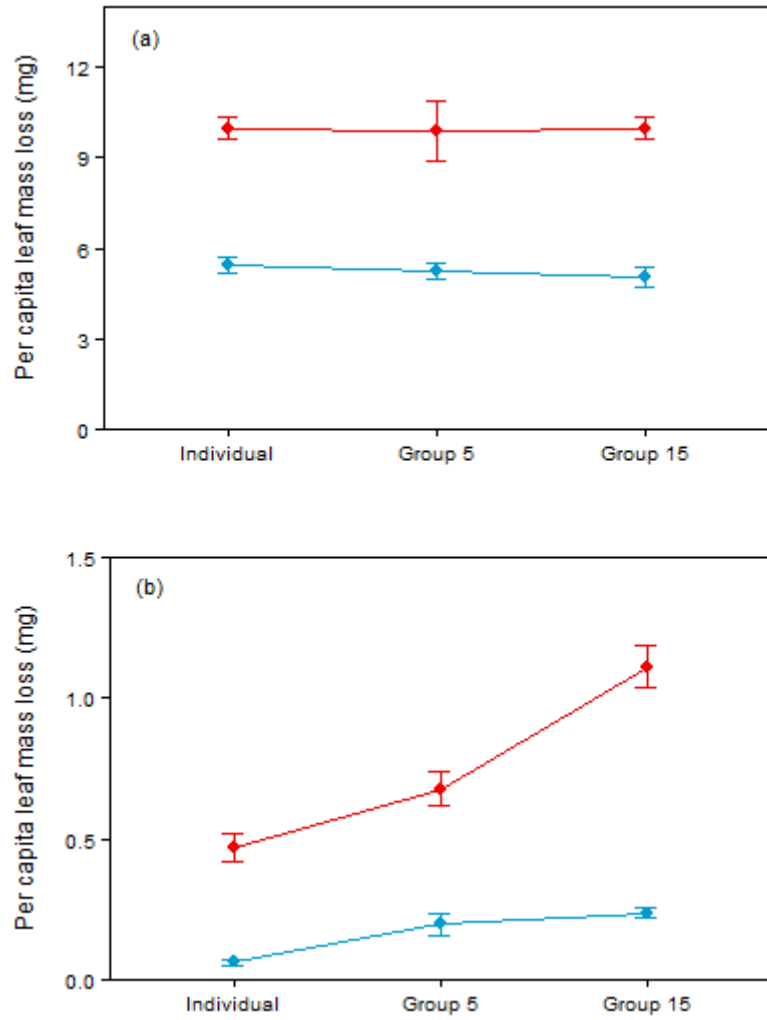 (a)
Per capita leaf mass loss (mg)
12
9
6
3
0
Individual Group 5 Group 15
(b)
Per capita leaf mass loss (mg)
1.5
1.0
0.5
0.0
Individual Group 5 Group 15